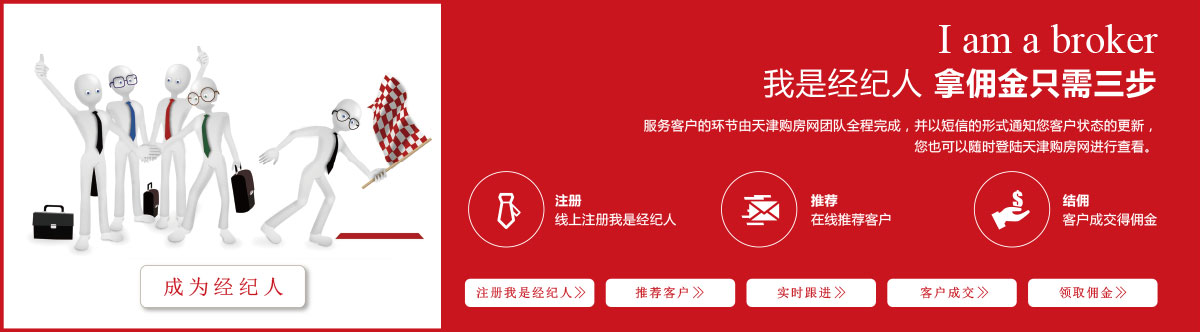 成为经纪人
I am a broker
我是经纪人 拿佣金只需三步
服务客户的环节由天津购房网团队全程完成，并以短信的形式通知您客户状态的更新，
您也可以随时登陆天津购房网进行查看。
注册
线上注册我是经纪人
推荐
在线推荐客户
$
结佣
客户成交得佣金
注册我是经纪人
推荐客户
实时跟进
客户成交
领取佣金